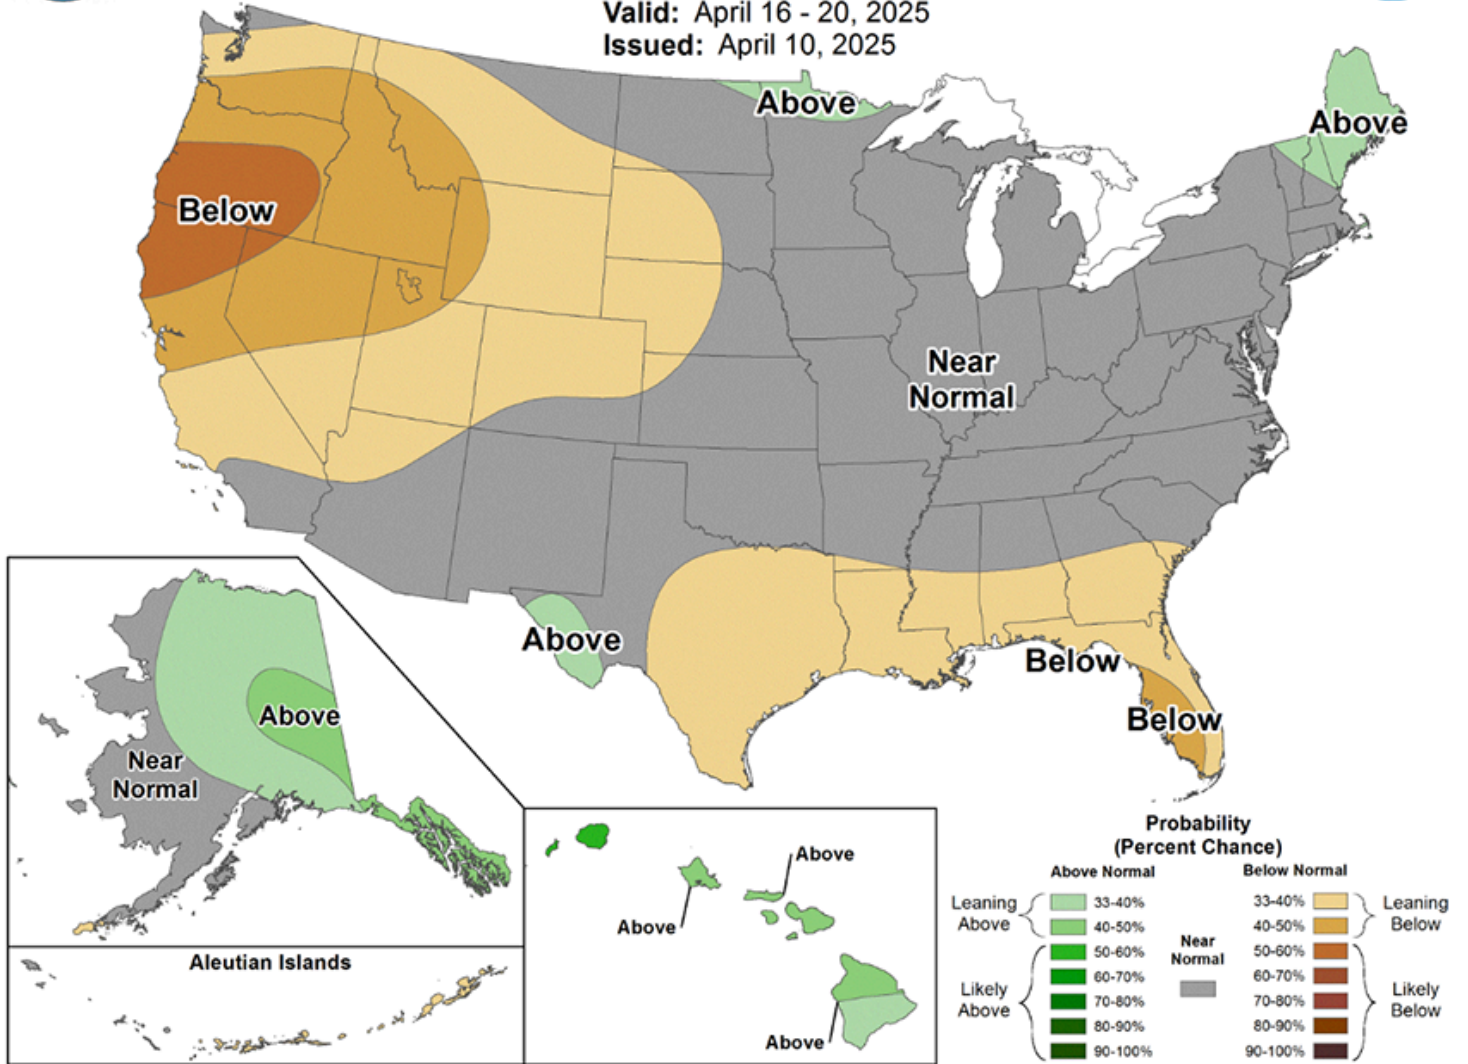 Valid: April 16 - 20, 2025
Issued: April 10, 2025
Above
Above
Below
Near
Normal
Above
Below
Below
Above
Near
Normal
Aleutian Islands
Above
Above
Above
Probability
(Percent Chance)
Above Normal
Below Normal
Leaning
Above
33-40%
40-50%
50-60%
60-70%
70-80%
80-90%
90-100%
Likely
Above
Near
Normal
33-40%
40-50%
50-60%
60-70%
70-80%
80-90%
90-100%
Leaning
Below
Likely
Below